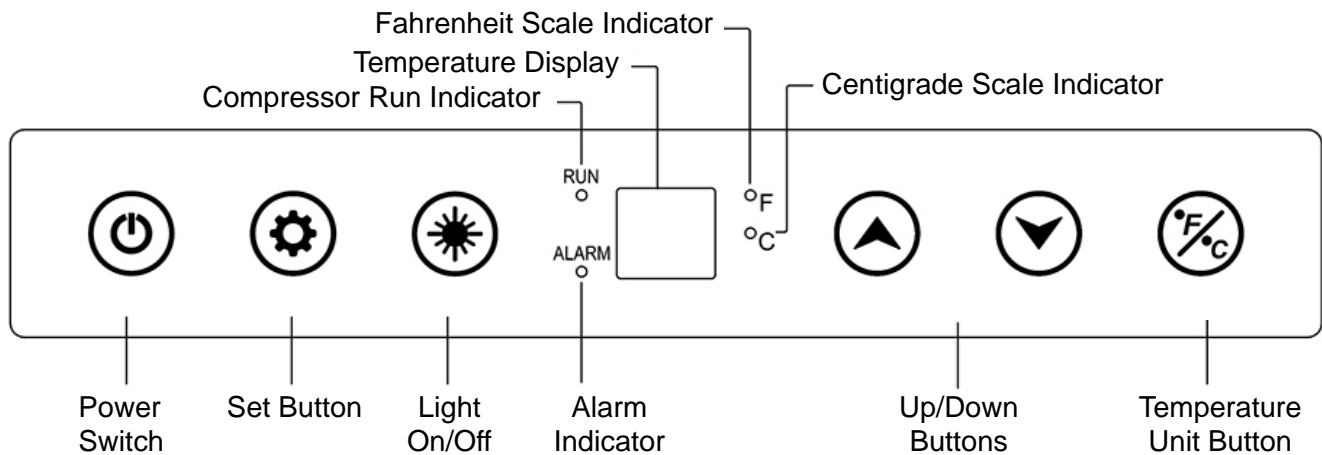 Fahrenheit Scale Indicator
Temperature Display
Centigrade Scale Indicator
Compressor Run Indicator
RUN
°F
°C
ALARM
°F/°C
Power
Switch
Set Button
Light
On/Off
Alarm
Indicator
Up/Down
Buttons
Temperature
Unit Button